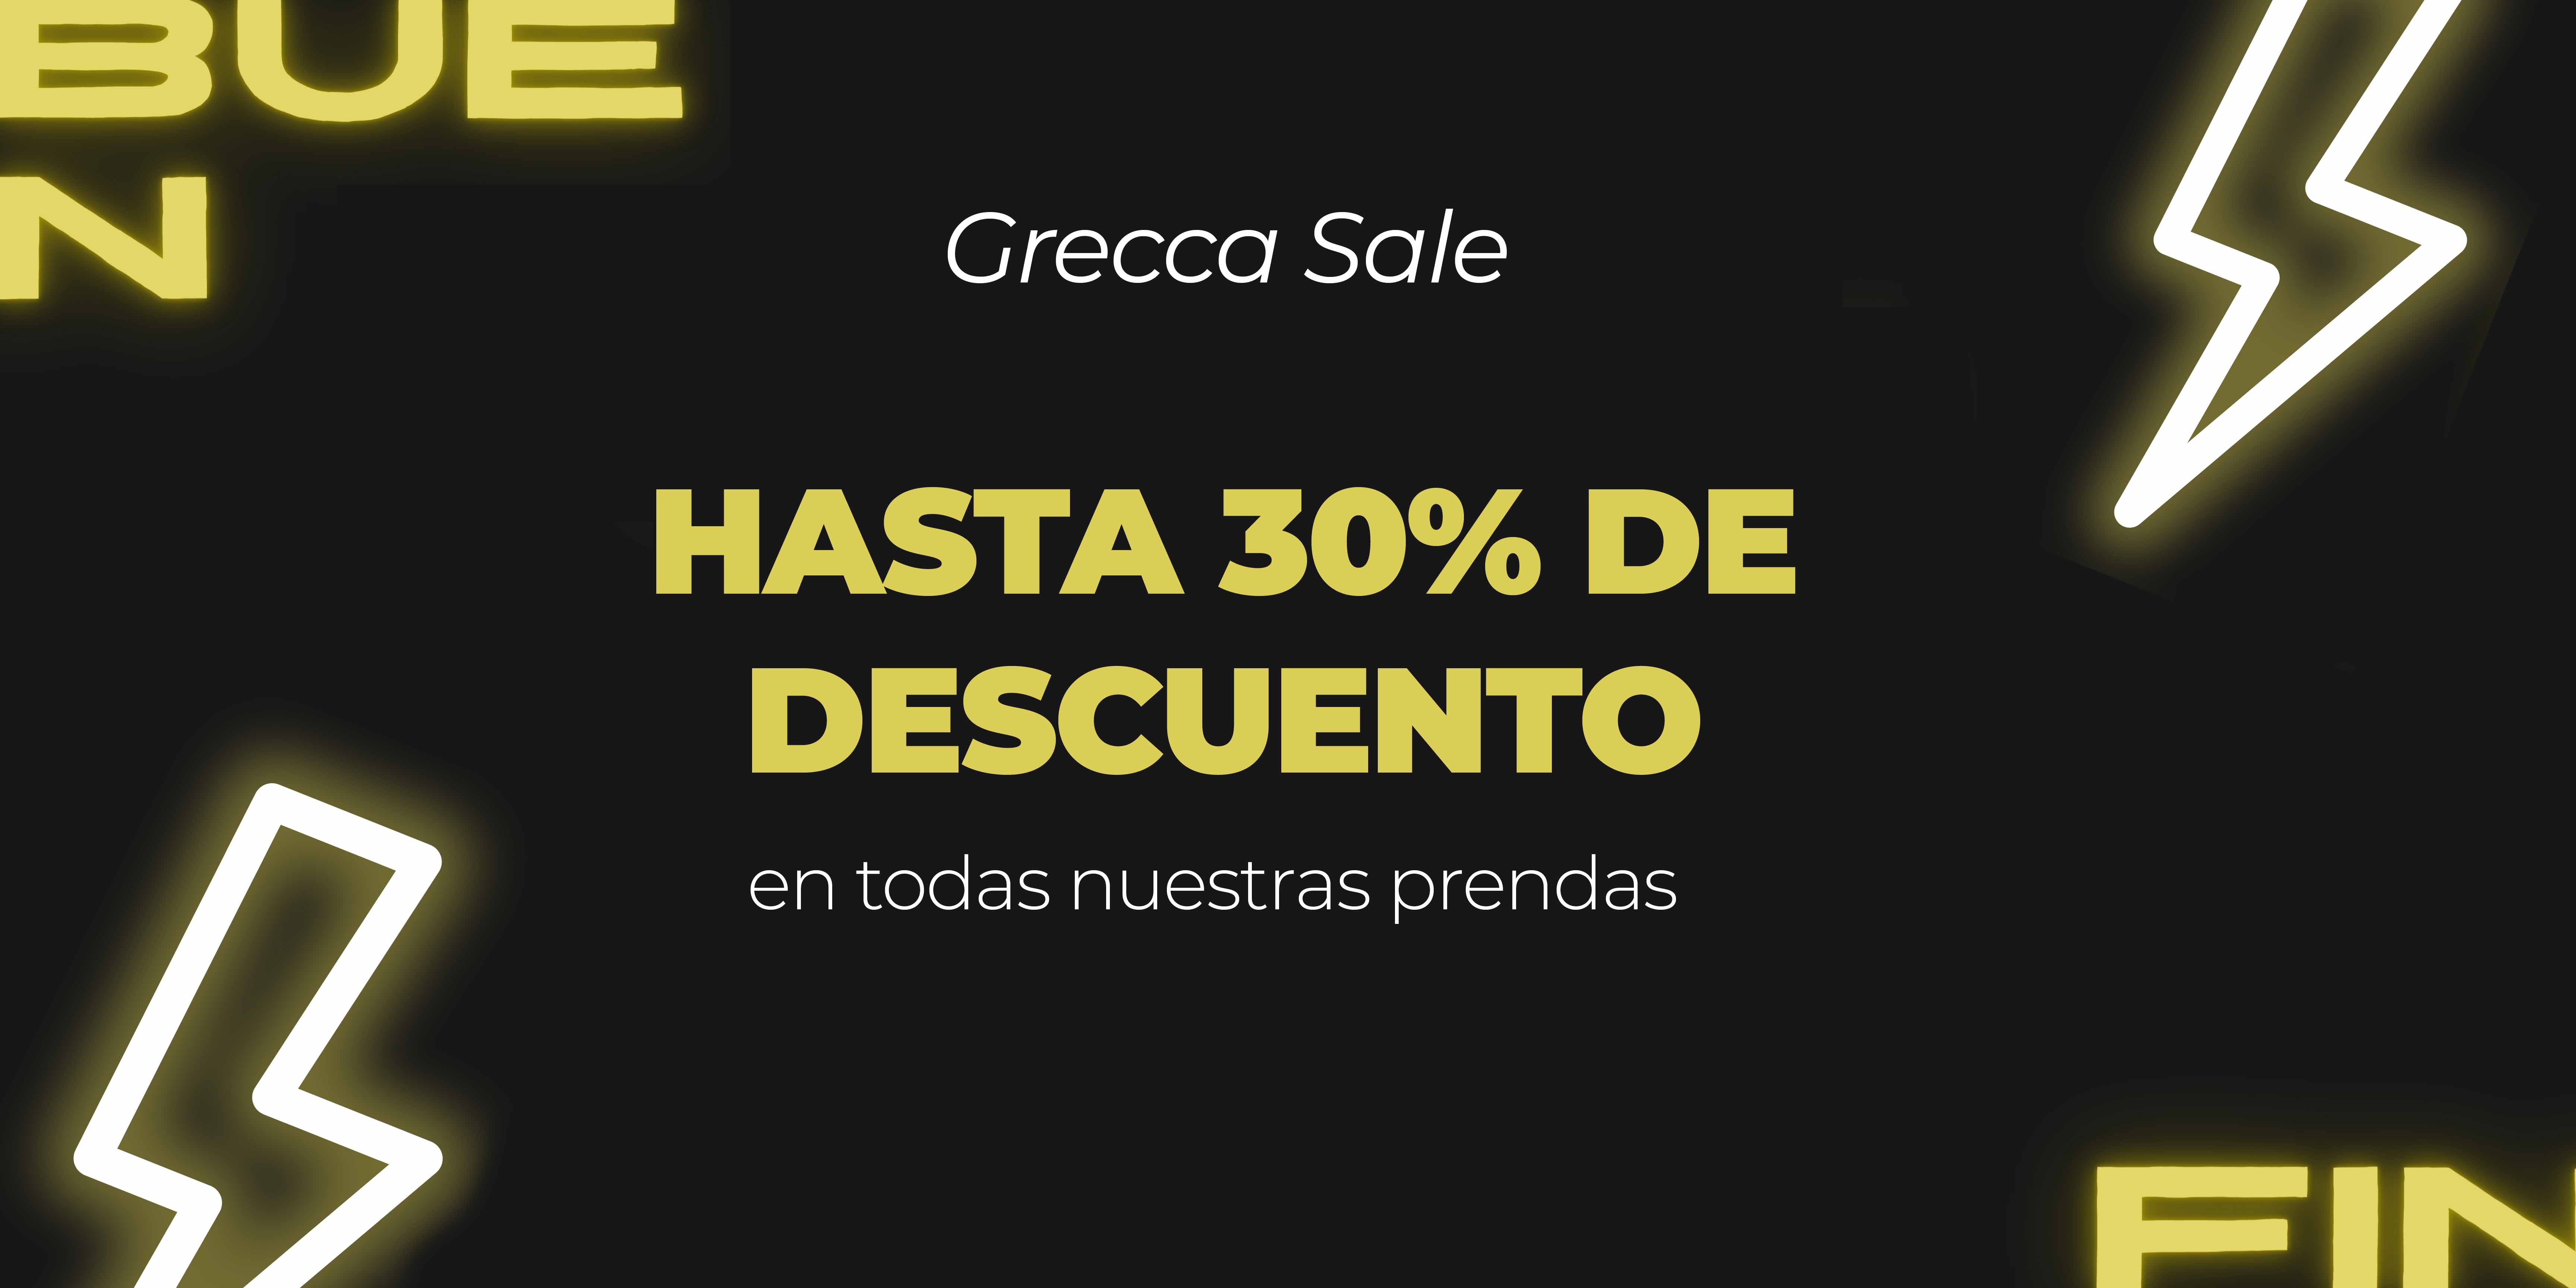 BUE
N
Grecca Sale
HASTA 30% DE
DESCUENTO
en todas nuestras prendas
FIN